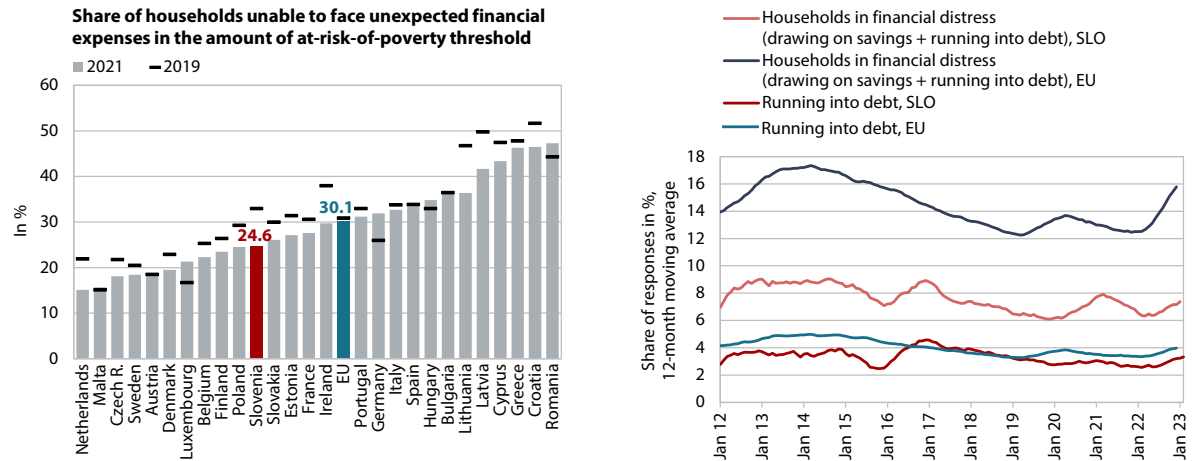 Share of households unable to face unexpected financial
expenses in the amount of at-risk-of-poverty threshold
2021
2019
60
50
40
30
20
10
0
In %
24.6
30.1
Netherlands
Malta
Czech R.
Sweden
Austria
Denmark
Luxembourg
Belgium
Finland
Poland
Slovenia
Slovakia
Estonia
France
Ireland
EU
Portugal
Germany
Italy
Spain
Hungary
Bulgaria
Lithuania
Latvia
Cyprus
Greece
Croatia
Romania
Households in financial distress
(drawing on savings + running into debt), SLO
Households in financial distress
(drawing on savings + running into debt), EU
Running into debt, SLO
Running into debt, EU
18
16
14
12
10
8
6
4
2
0
Share of responses in %,
12-month moving average
Jan 12
Jan 13
Jan 14
Jan 15
Jan 16
Jan 17
Jan 18
Jan 19
Jan 20
Jan 21
Jan 22
Jan 23